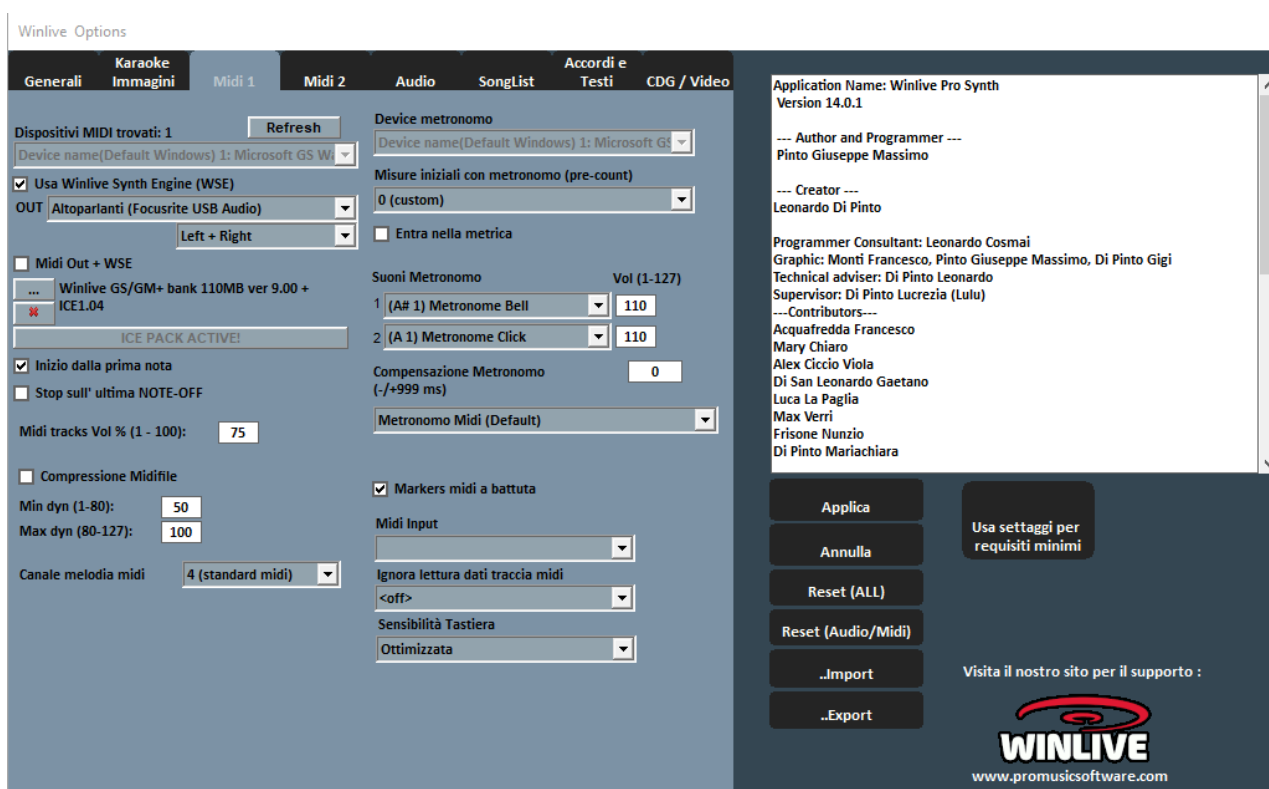 Winlive Options
Generali
Karaoke
Immagini
Midi 1
Midi 2
Audio
SongList
Accordi e
Testi
CDG / Video
Dispositivi MIDI trovati: 1
Refresh
Device name(Default Windows) 1: Microsoft GS W
Usa Winlive Synth Engine (WSE)
OUT
Altoparlanti (Focusrite USB Audio)
Left + Right
Midi Out + WSE
...
Winlive GS/GM+ bank 110MB ver 9.00 +
ICE1.04
ICE PACK ACTIVE!
Inizio dalla prima nota
Stop sull' ultima NOTE-OFF
Midi tracks Vol % (1 - 100):
75
Compressione Midifile
Min dyn (1-80):
50
Max dyn (80-127):
100
Canale melodia midi
4 (standard midi)
Device metronomo
Device name(Default Windows) 1: Microsoft GS
Misure iniziali con metronomo (pre-count)
0 (custom)
Entra nella metrica
Suoni Metronomo
Vol (1-127)
1
(A# 1) Metronome Bell
110
2
(A 1) Metronome Click
110
Compensazione Metronomo
(-/+999 ms)
0
Metronomo Midi (Default)
Markers midi a battuta
Midi Input
Ignora lettura dati traccia midi
<off>
Sensibilità Tastiera
Ottimizzata
Application Name: Winlive Pro Synth
Version 14.0.1
--- Author and Programmer ---
Pinto Giuseppe Massimo
--- Creator ---
Leonardo Di Pinto
Programmer Consultant: Leonardo Cosmai
Graphic: Monti Francesco, Pinto Giuseppe Massimo, Di Pinto Gigi
Technical adviser: Di Pinto Leonardo
Supervisor: Di Pinto Lucrezia (Lulu)
---Contributors---
Acquafredda Francesco
Mary Chiaro
Alex Ciccio Viola
Di San Leonardo Gaetano
Luca La Paglia
Max Verri
Frisone Nunzio
Di Pinto Mariachiara
Applica
Annulla
Reset (ALL)
Reset (Audio/Midi)
..Import
..Export
Usa settaggi per
requisiti minimi
Visita il nostro sito per il supporto :
WINLIVE
www.promusicsoftware.com